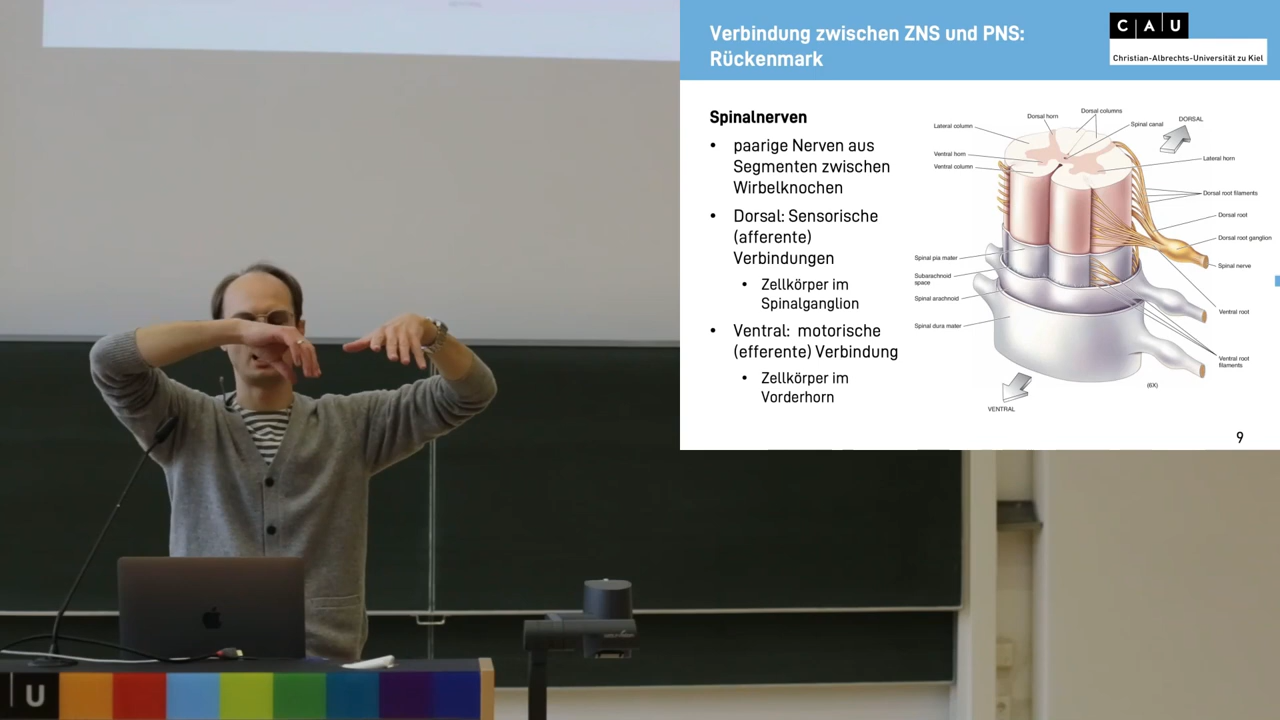 Verbindung zwischen ZNS und PNS:
Rückenmark
C A U
Christian-Albrechts-Universität zu Kiel
Spinalnerven
• paarige Nerven aus
Segmenten zwischen
Wirbelknochen
• Dorsal: Sensorische
(afferente)
Verbindungen
• Zellkörper im
Spinalganglion
• Ventral: motorische
(efferente) Verbindung
• Zellkörper im
Vorderhorn
Dorsal columns
Dorsal horn
DORSAL
Lateral column
Spinal canal
Ventral horn
Lateral horn
Ventral column
Dorsal root filaments
Dorsal root
Dorsal root ganglion
Spinal pia mater
Spinal nerve
Subarachnoid
space
Spinal arachnoid
Ventral root
Spinal dura mater
Ventral root
filaments
(6X)
VENTRAL
9
U